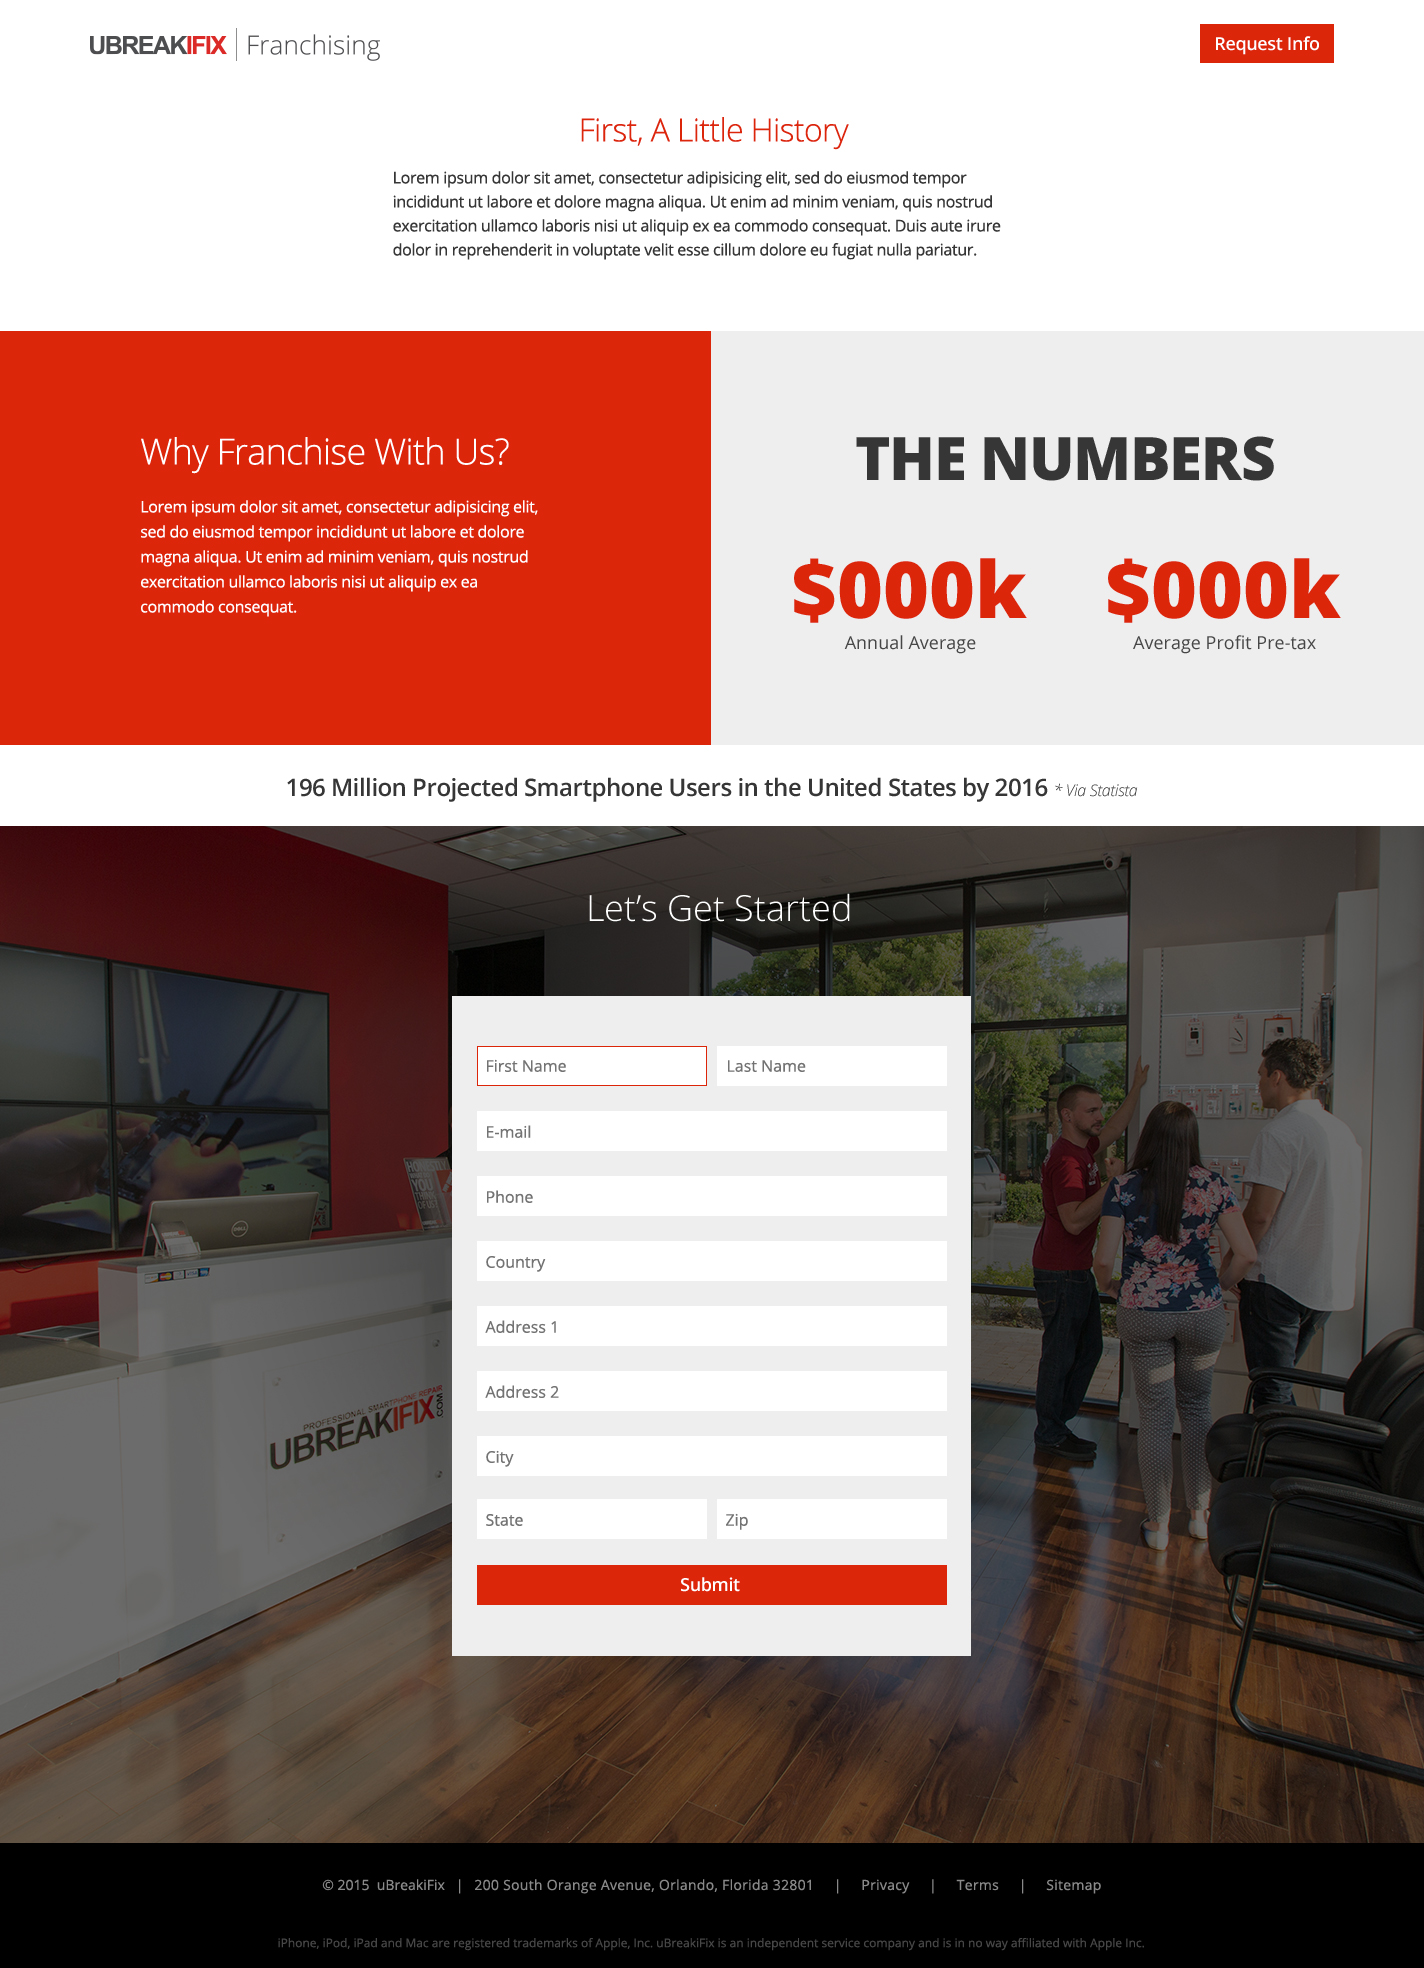 UBREAKIFIX | Franchising
Request Info
First, A Little History
Lorem ipsum dolor sit amet, consectetur adipisicing elit, sed do eiusmod tempor
incididunt ut labore et dolore magna aliqua. Ut enim ad minim veniam, quis nostrud
exercitation ullamco laboris nisi ut aliquip ex ea commodo consequat. Duis aute irure
dolor in reprehenderit in voluptate velit esse cillum dolore eu fugiat nulla pariatur.
Why Franchise With Us?
Lorem ipsum dolor sit amet, consectetur adipisicing elit,
sed do eiusmod tempor incididunt ut labore et dolore
magna aliqua. Ut enim ad minim veniam, quis nostrud
exercitation ullamco laboris nisi ut aliquip ex ea
commodo consequat.
THE NUMBERS
$000k
Annual Average
$000k
Average Profit Pre-tax
196 Million Projected Smartphone Users in the United States by 2016 * Via Statista
Let's Get Started
First Name
Last Name
E-mail
Phone
Country
Address 1
Address 2
City
State
Zip
Submit
HONESTLY
YOU
DELL
PROFESSIONAL SMARTPHONE REPAIR
UBREAKIFIX.COM
© 2015 uBreakiFix | 200 South Orange Avenue, Orlando, Florida 32801 | Privacy | Terms | Sitemap
iPhone, iPod, iPad and Mac are registered trademarks of Apple, Inc. uBreakiFix is an independent service company and is in no way affiliated with Apple Inc.